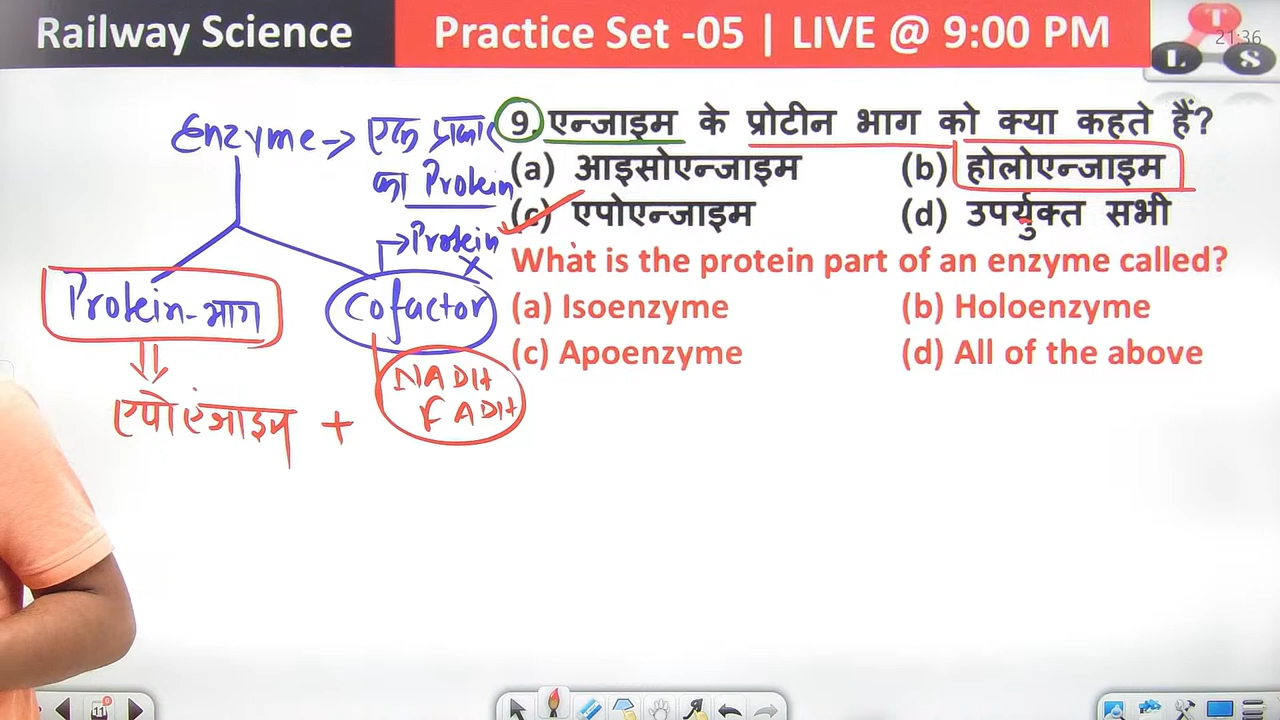 Railway Science
Practice Set -05 | LIVE @ 9:00 PM
T
L S
21:36
9. एन्जाइम के प्रोटीन भाग को क्या कहते हैं?
(a) आइसोएन्जाइम (b) होलोएन्जाइम
(c) एपोएन्जाइम (d) उपर्युक्त सभी
What is the protein part of an enzyme called?
(a) Isoenzyme (b) Holoenzyme
(c) Apoenzyme (d) All of the above
Enzyme → एक प्रकार
का Protein
Protein
Protein-भाग
Cofactor
NADH
FADH
एपोएंजाइम +
11